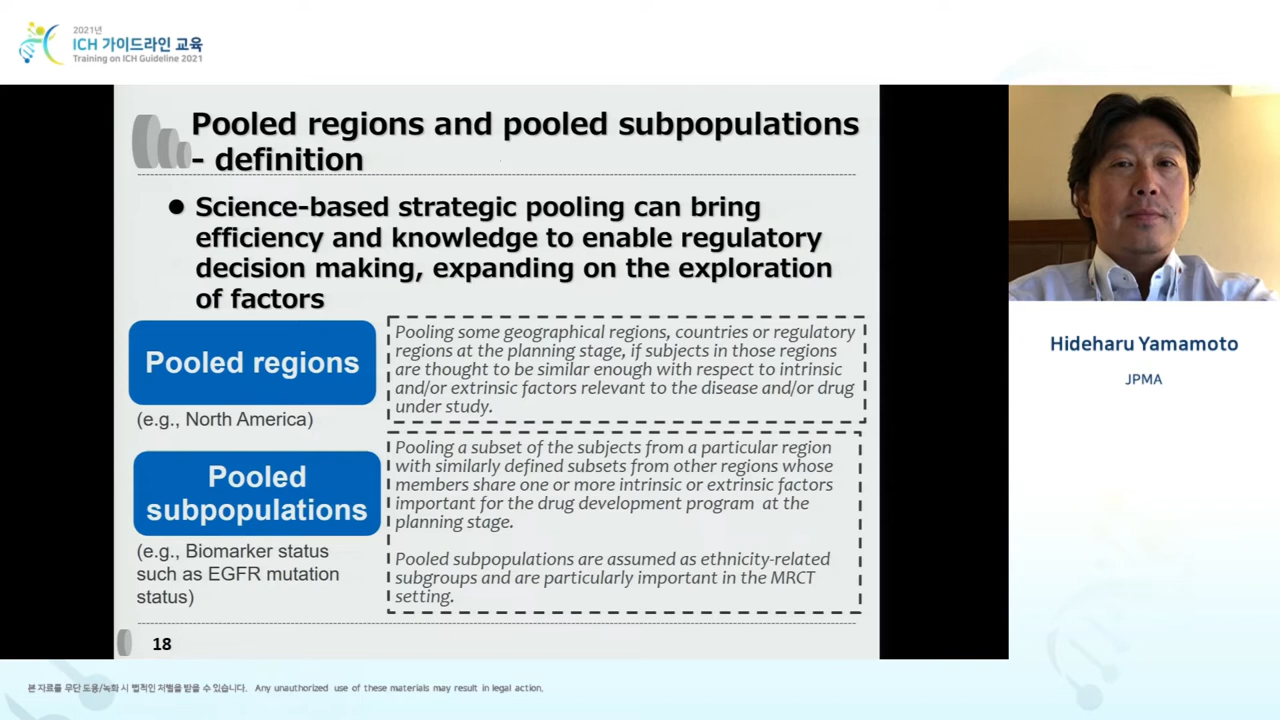 2021년
ICH 가이드라인 교육
Training on ICH Guideline 2021
Pooled regions and pooled subpopulations
- definition
● Science-based strategic pooling can bring
efficiency and knowledge to enable regulatory
decision making, expanding on the exploration
of factors
Pooled regions
(e.g., North America)
Pooling some geographical regions, countries or regulatory
regions at the planning stage, if subjects in those regions
are thought to be similar enough with respect to intrinsic
and/or extrinsic factors relevant to the disease and/or drug
under study.
Pooled
subpopulations
(e.g., Biomarker status
such as EGFR mutation
status)
Pooling a subset of the subjects from a particular region
with similarly defined subsets from other regions whose
members share one or more intrinsic or extrinsic factors
important for the drug development program at the
planning stage.
Pooled subpopulations are assumed as ethnicity-related
subgroups and are particularly important in the MRCT
setting.
18
Hideharu Yamamoto
JPMA
본 자료를 무단 도용/녹화 시 법적인 처벌을 받을 수 있습니다. Any unauthorized use of these materials may result in legal action.